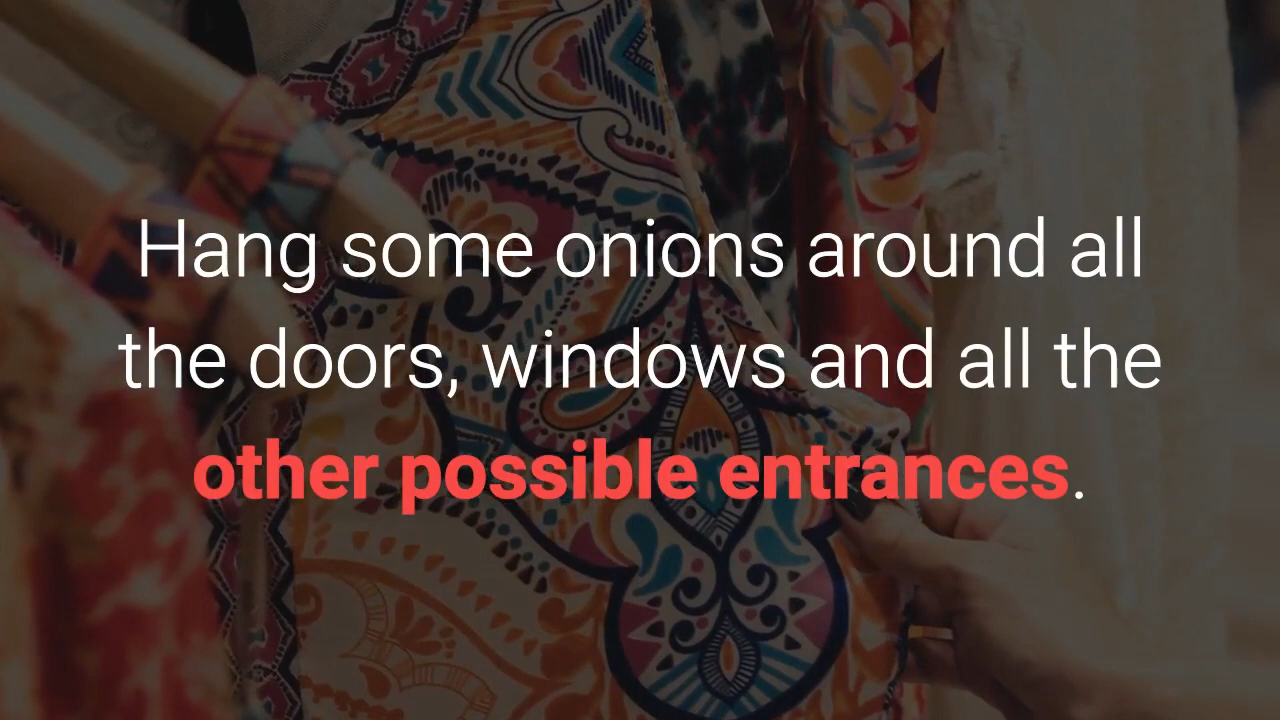 Hang some onions around all
the doors, windows and all the
other possible entrances.